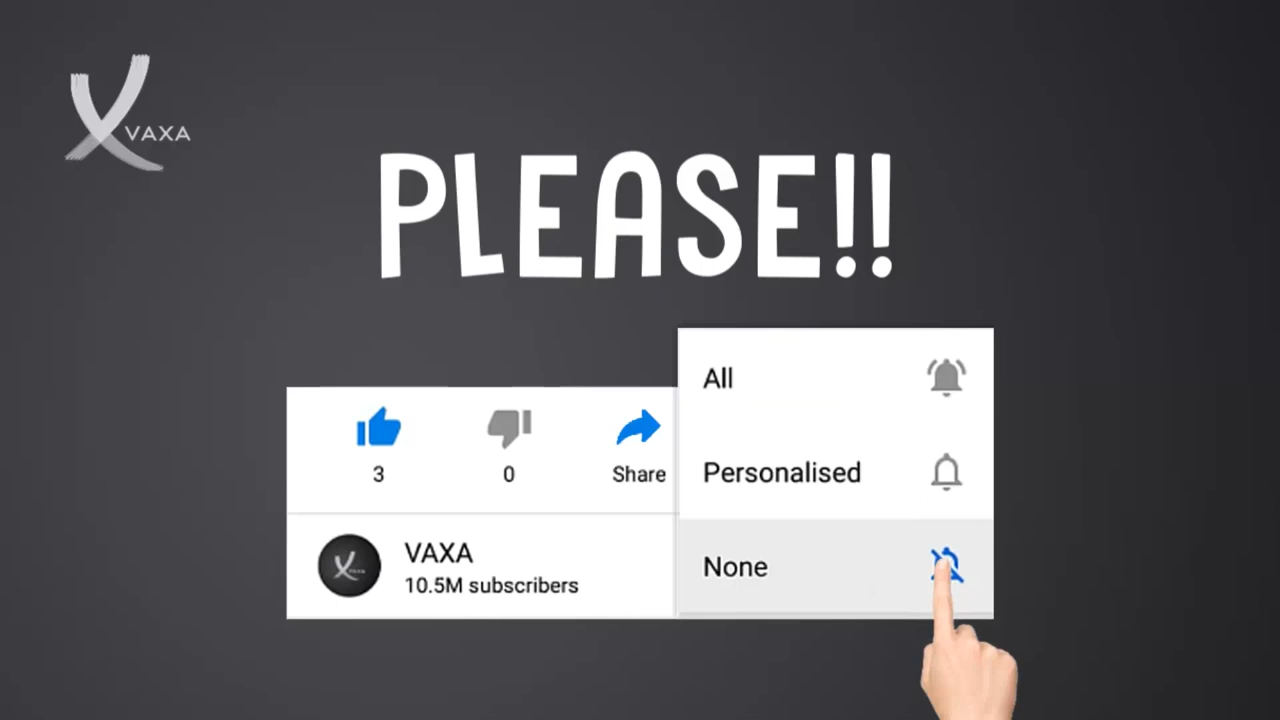 VAXA
PLEASE!!
All
Personalised
None
3
0
Share
VAXA
10.5M subscribers